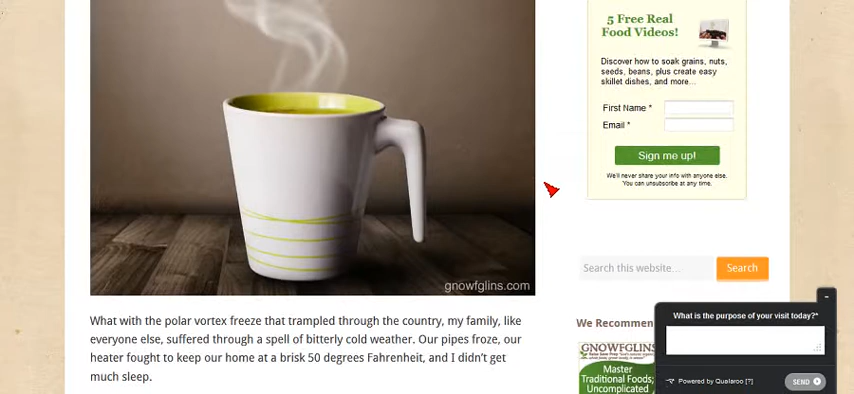 gnowfglins.com
What with the polar vortex freeze that trampled through the country, my family, like
everyone else, suffered through a spell of bitterly cold weather. Our pipes froze, our
heater fought to keep our home at a brisk 50 degrees Fahrenheit, and I didn't get
much sleep.
5 Free Real
Food Videos!
Discover how to soak grains, nuts,
seeds, beans, plus create easy
skillet dishes, and more...
First Name *
Email *
Sign me up!
We'll never share your info with anyone else.
You can unsubscribe at any time.
Search this website...
Search
We Recommen
GNOWFGLINS
Master
Traditional Foods;
Uncomplicated
What is the purpose of your visit today?*
Powered by Qualaroo [?]
SEND